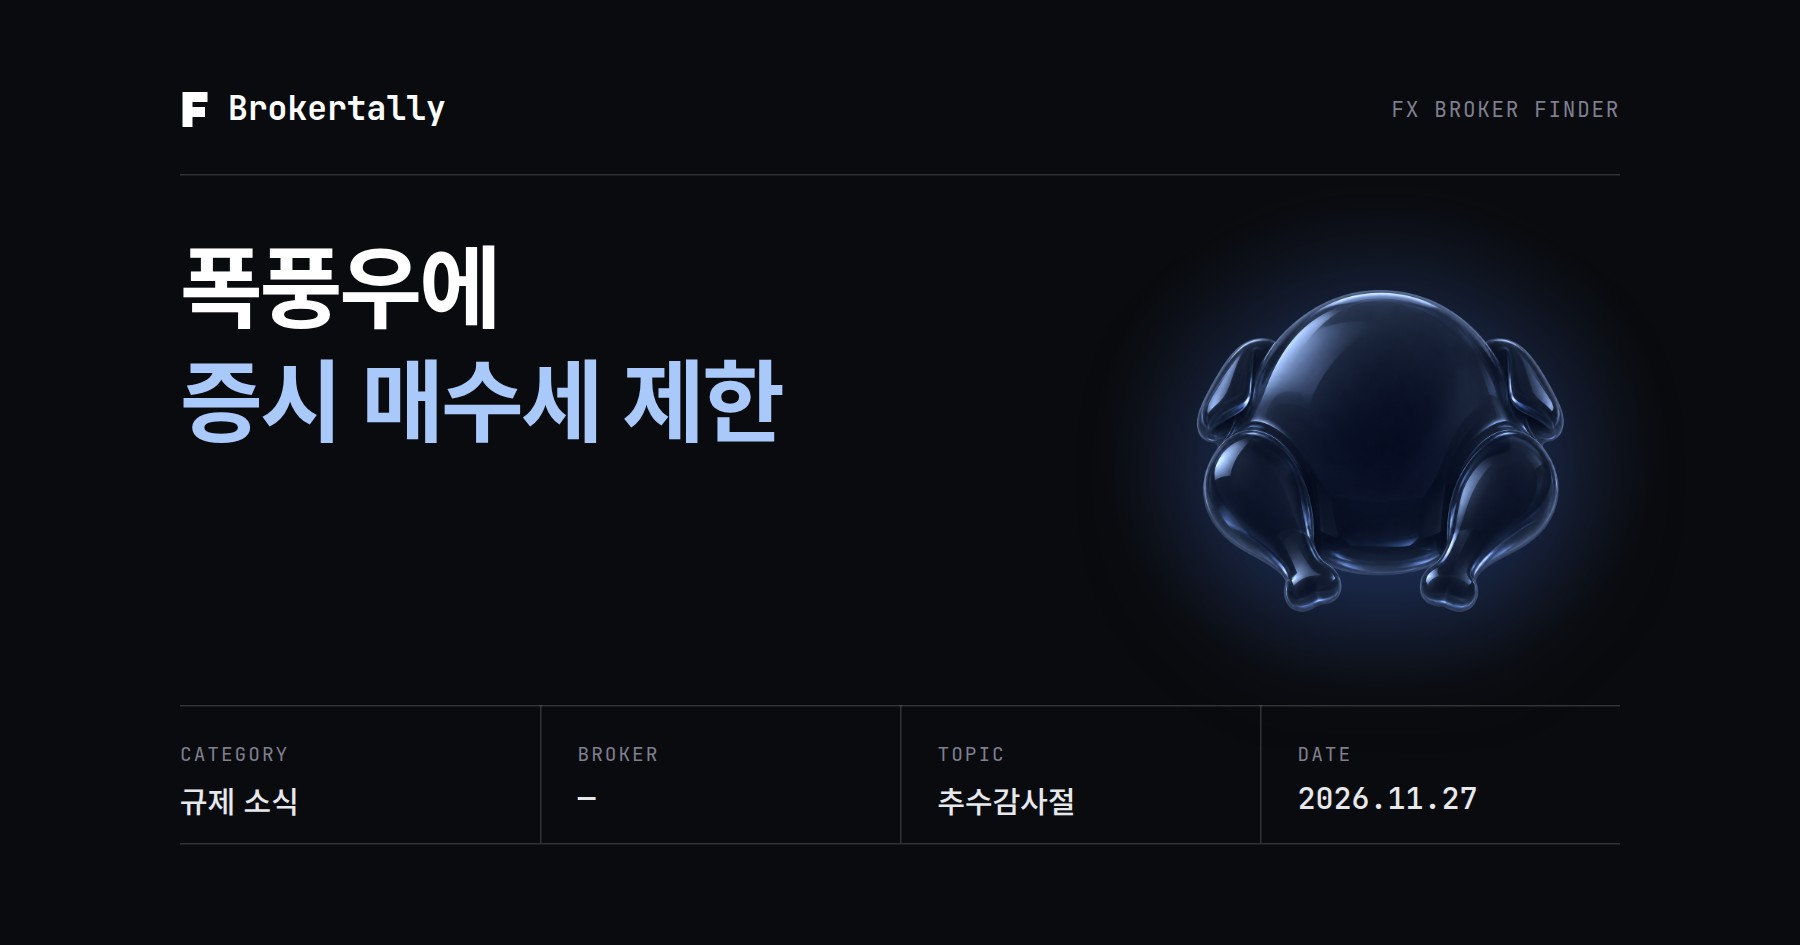 Brokertally
FX BROKER FINDER
폭풍우에
증시 매수세 제한
CATEGORY
규제 소식
BROKER
—
TOPIC
추수감사절
DATE
2026.11.27